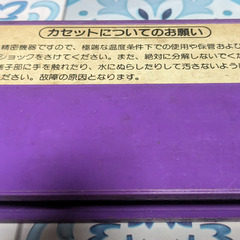 カセットについてのお願い
精密機器ですので、極端な温度条件下での使用や保管および
ショックをさけてください。また、絶対に分解しないでくだ
端子部に手を触れたり、水にぬらしたりして汚さないように
い。故障の原因となります。